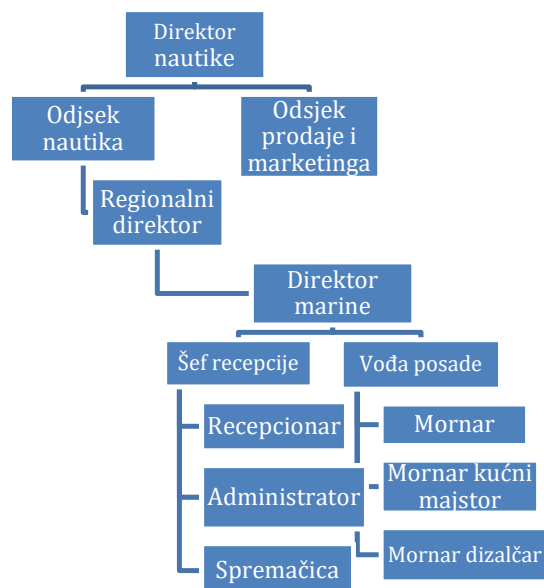 Direktor
nautike
Odjsek
nautika
Odsjek
prodaje i
marketinga
Regionalni
direktor
Direktor
marine
Šef recepcije
Vođa posade
Recepcionar
Mornar
Administrator
Mornar kućni
majstor
Spremačica
Mornar dizalčar